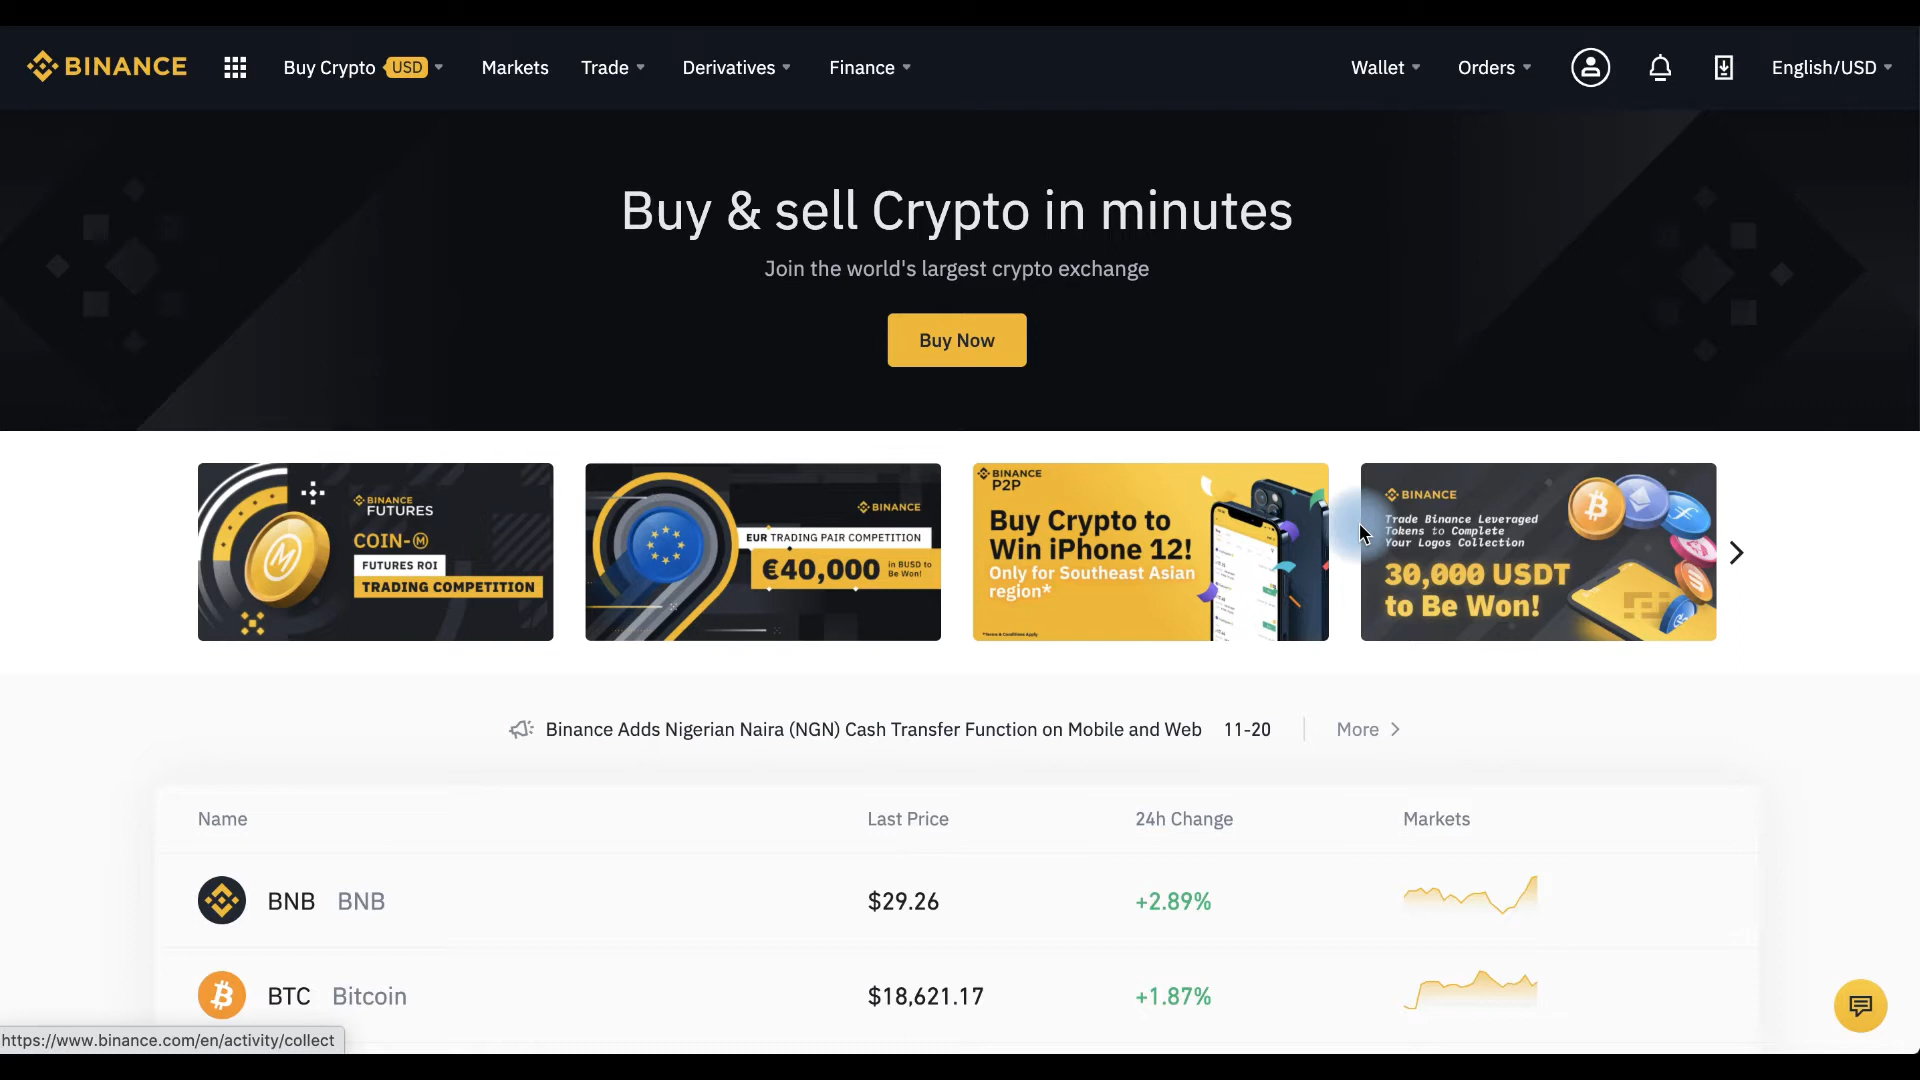 BINANCE
Buy Crypto USD
Markets
Trade
Derivatives
Finance
Wallet
Orders
English/USD
Buy & sell Crypto in minutes
Join the world's largest crypto exchange
Buy Now
BINANCE
FUTURES
COIN-M
FUTURES ROI
TRADING COMPETITION
BINANCE
EUR TRADING PAIR COMPETITION
€40,000 in BUSD to Be Won!
BINANCE
P2P
Buy Crypto to
Win iPhone 12!
Only for Southeast Asian
region*
*Terms & Conditions Apply
BINANCE
Trade Binance Leveraged
Tokens to Complete
Your Logos Collection
30,000 USDT
to Be Won!
Binance Adds Nigerian Naira (NGN) Cash Transfer Function on Mobile and Web 11-20 More
Name Last Price 24h Change Markets
BNB BNB $29.26 +2.89%
BTC Bitcoin $18,621.17 +1.87%
https://www.binance.com/en/activity/collect